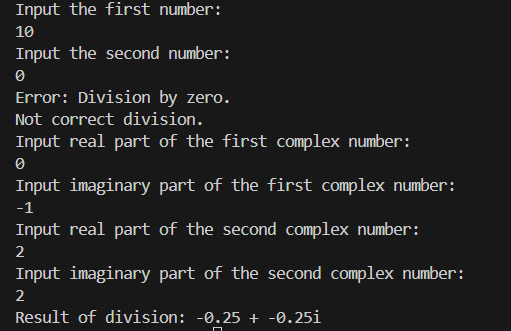 Input the first number:
10
Input the second number:
0
Error: Division by zero.
Not correct division.
Input real part of the first complex number:
0
Input imaginary part of the first complex number:
-1
Input real part of the second complex number:
2
Input imaginary part of the second complex number:
2
Result of division: -0.25 + -0.25i